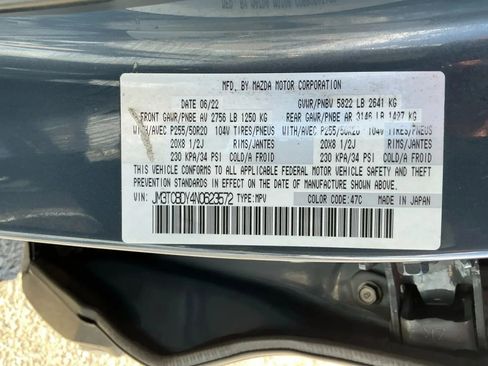 MFD. BY MAZDA MOTOR CORPORATION
DATE 06/22 GVWR/PNBV 5822 LB 2641 KG
FRONT GAWR/PNBE AV 2756 LB 1250 KG REAR GAWR/PNBE AR 3146 LB 1427 KG
WITH/AVEC P255/50R20 104V TIRES/PNEUS WITH/AVEC P255/50R20 104V TIRES/PNEUS
20X8 1/2J 20X8 1/2J
230 KPA/34 PSI COLD/A FROID 230 KPA/34 PSI COLD/A FROID
THIS VEHICLE CONFORMS TO ALL APPLICABLE FEDERAL MOTOR VEHICLE SAFETY, BUMPER,
AND THEFT PREVENTION STANDARDS IN EFFECT ON THE DATE OF MANUFACTURE SHOWN ABOVE.
VIN: JM3TCBDY4N0623572 TYPE:MPV COLOR CODE:47C MADE IN JAPAN